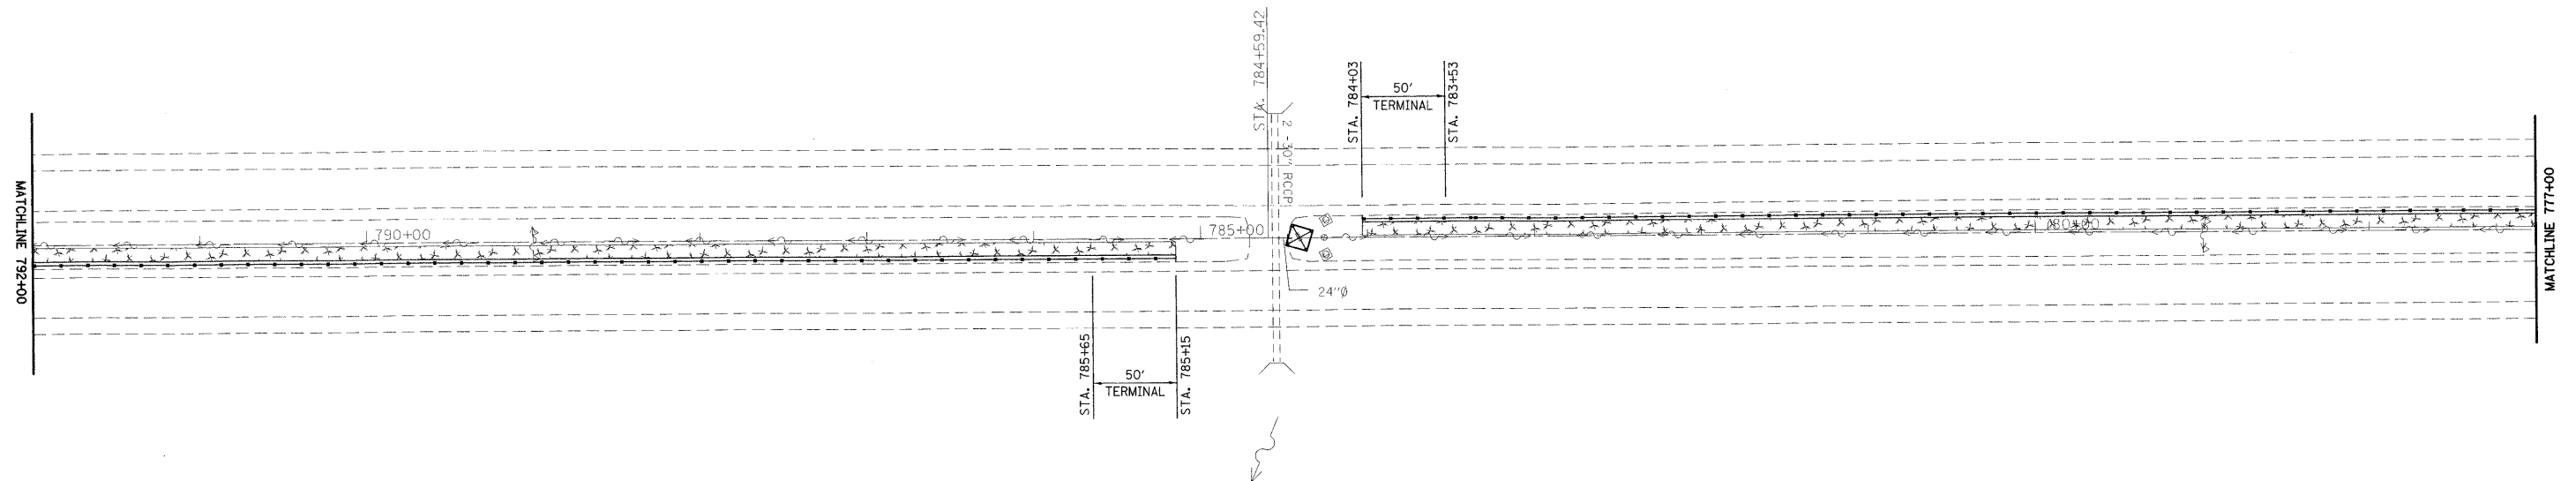 STA. 784+59.42
STA. 784+03
50'
TERMINAL
STA. 783+53
2 -30" RCCP
MATCHLINE 792+00
790+00
785+00
780+00
MATCHLINE 777+00
24"Ø
STA. 785+65
50'
TERMINAL
STA. 785+15